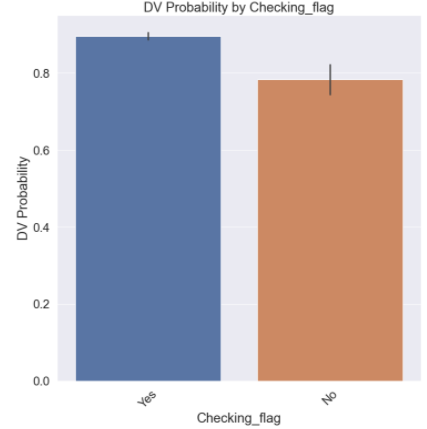 DV Probability by Checking_flag
DV Probability
0.8
0.6
0.4
0.2
0.0
Yes
No
Checking_flag